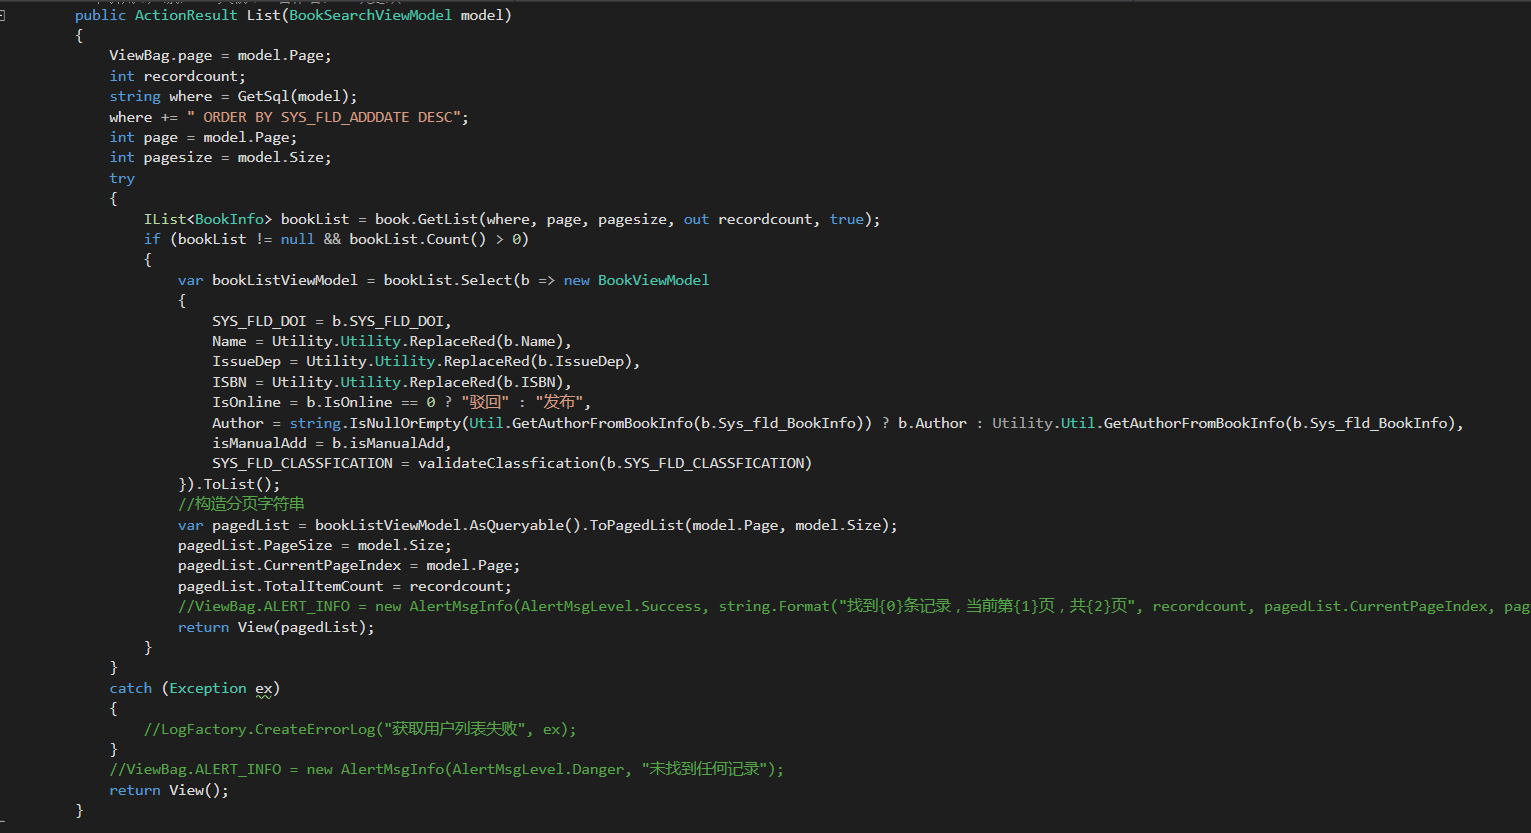 public ActionResult List(BookSearchViewModel model)
{
ViewBag.page = model.Page;
int recordcount;
string where = GetSql(model);
where += " ORDER BY SYS_FLD_ADDDATE DESC";
int page = model.Page;
int pagesize = model.Size;
try
{
IList<BookInfo> bookList = book.GetList(where, page, pagesize, out recordcount, true);
if (bookList != null && bookList.Count() > 0)
{
var bookListViewModel = bookList.Select(b => new BookViewModel
{
SYS_FLD_DOI = b.SYS_FLD_DOI,
Name = Utility.Utility.ReplaceRed(b.Name),
IssueDep = Utility.Utility.ReplaceRed(b.IssueDep),
ISBN = Utility.Utility.ReplaceRed(b.ISBN),
IsOnline = b.IsOnline == 0 ? "驳回" : "发布",
Author = string.IsNullOrEmpty(Util.GetAuthorFromBookInfo(b.Sys_fld_BookInfo)) ? b.Author : Utility.Util.GetAuthorFromBookInfo(b.Sys_fld_BookInfo),
isManualAdd = b.isManualAdd,
SYS_FLD_CLASSFICATION = validateClassfication(b.SYS_FLD_CLASSFICATION)
}).ToList();
//构造分页字符串
var pagedList = bookListViewModel.AsQueryable().ToPagedList(model.Page, model.Size);
pagedList.PageSize = model.Size;
pagedList.CurrentPageIndex = model.Page;
pagedList.TotalItemCount = recordcount;
//ViewBag.ALERT_INFO = new AlertMsgInfo(AlertMsgLevel.Success, string.Format("找到{0}条记录，当前第{1}页，共{2}页", recordcount, pagedList.CurrentPageIndex, pag
return View(pagedList);
}
}
catch (Exception ex)
{
//LogFactory.CreateErrorLog("获取用户列表失败", ex);
}
//ViewBag.ALERT_INFO = new AlertMsgInfo(AlertMsgLevel.Danger, "未找到任何记录");
return View();
}